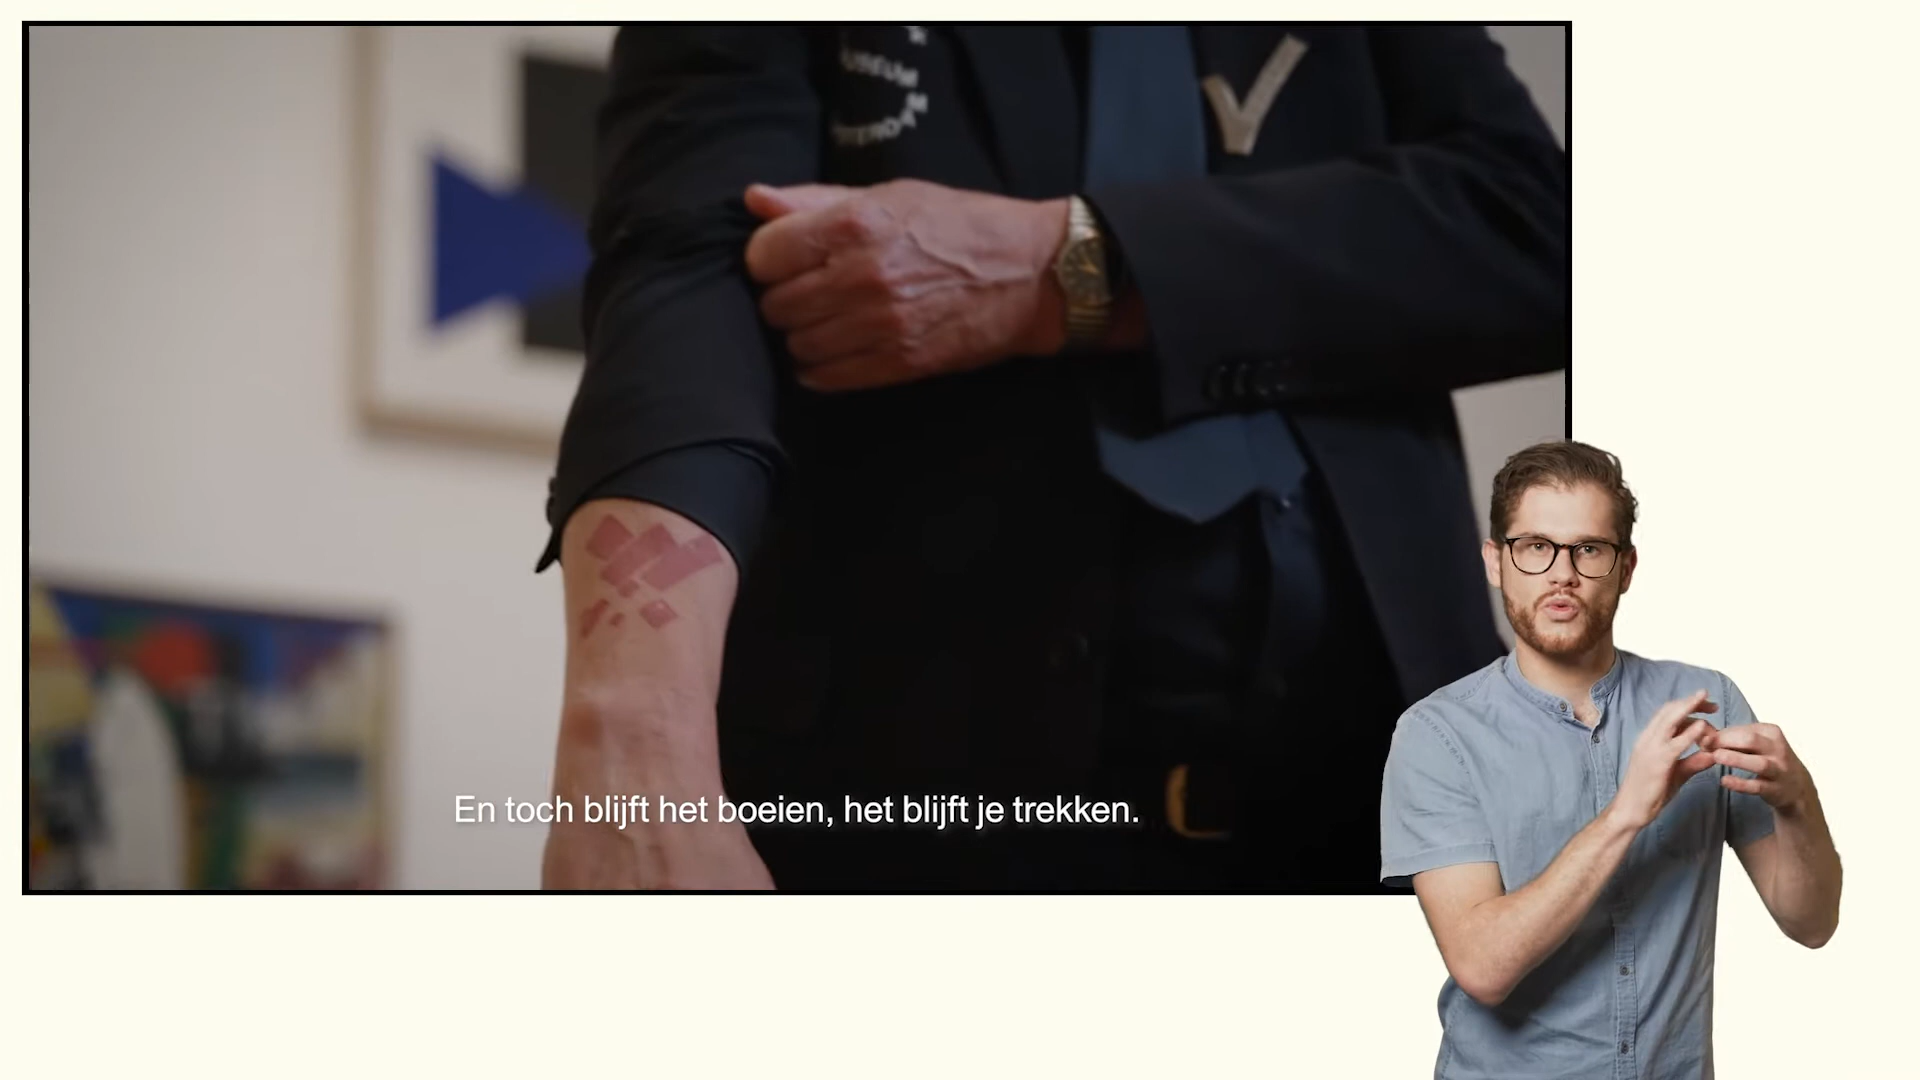 En toch blijft het boeien, het blijft je trekken.